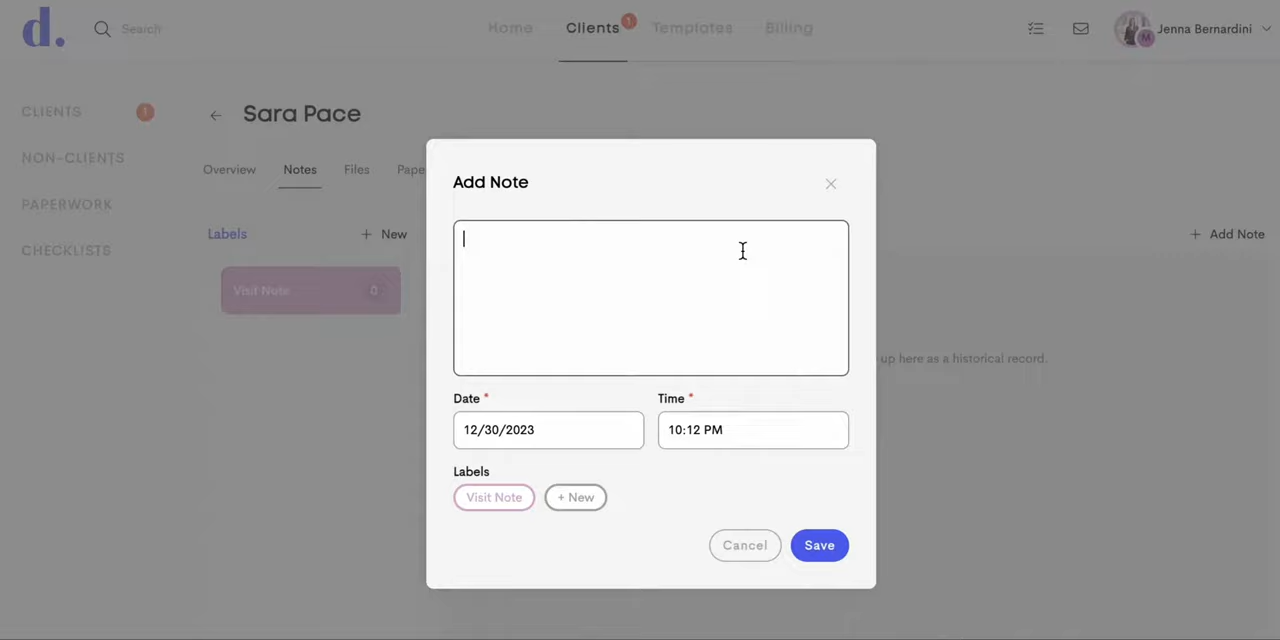 d.
Search
Home
Clients 1
Templates
Billing
M
Jenna Bernardini
CLIENTS 1
NON-CLIENTS
PAPERWORK
CHECKLISTS
Sara Pace
Overview
Notes
Files
Pape
Labels
+ New
+ Add Note
Visit Note 0
up here as a historical record.
Add Note
Date *
Time *
12/30/2023
10:12 PM
Labels
Visit Note
+ New
Cancel
Save